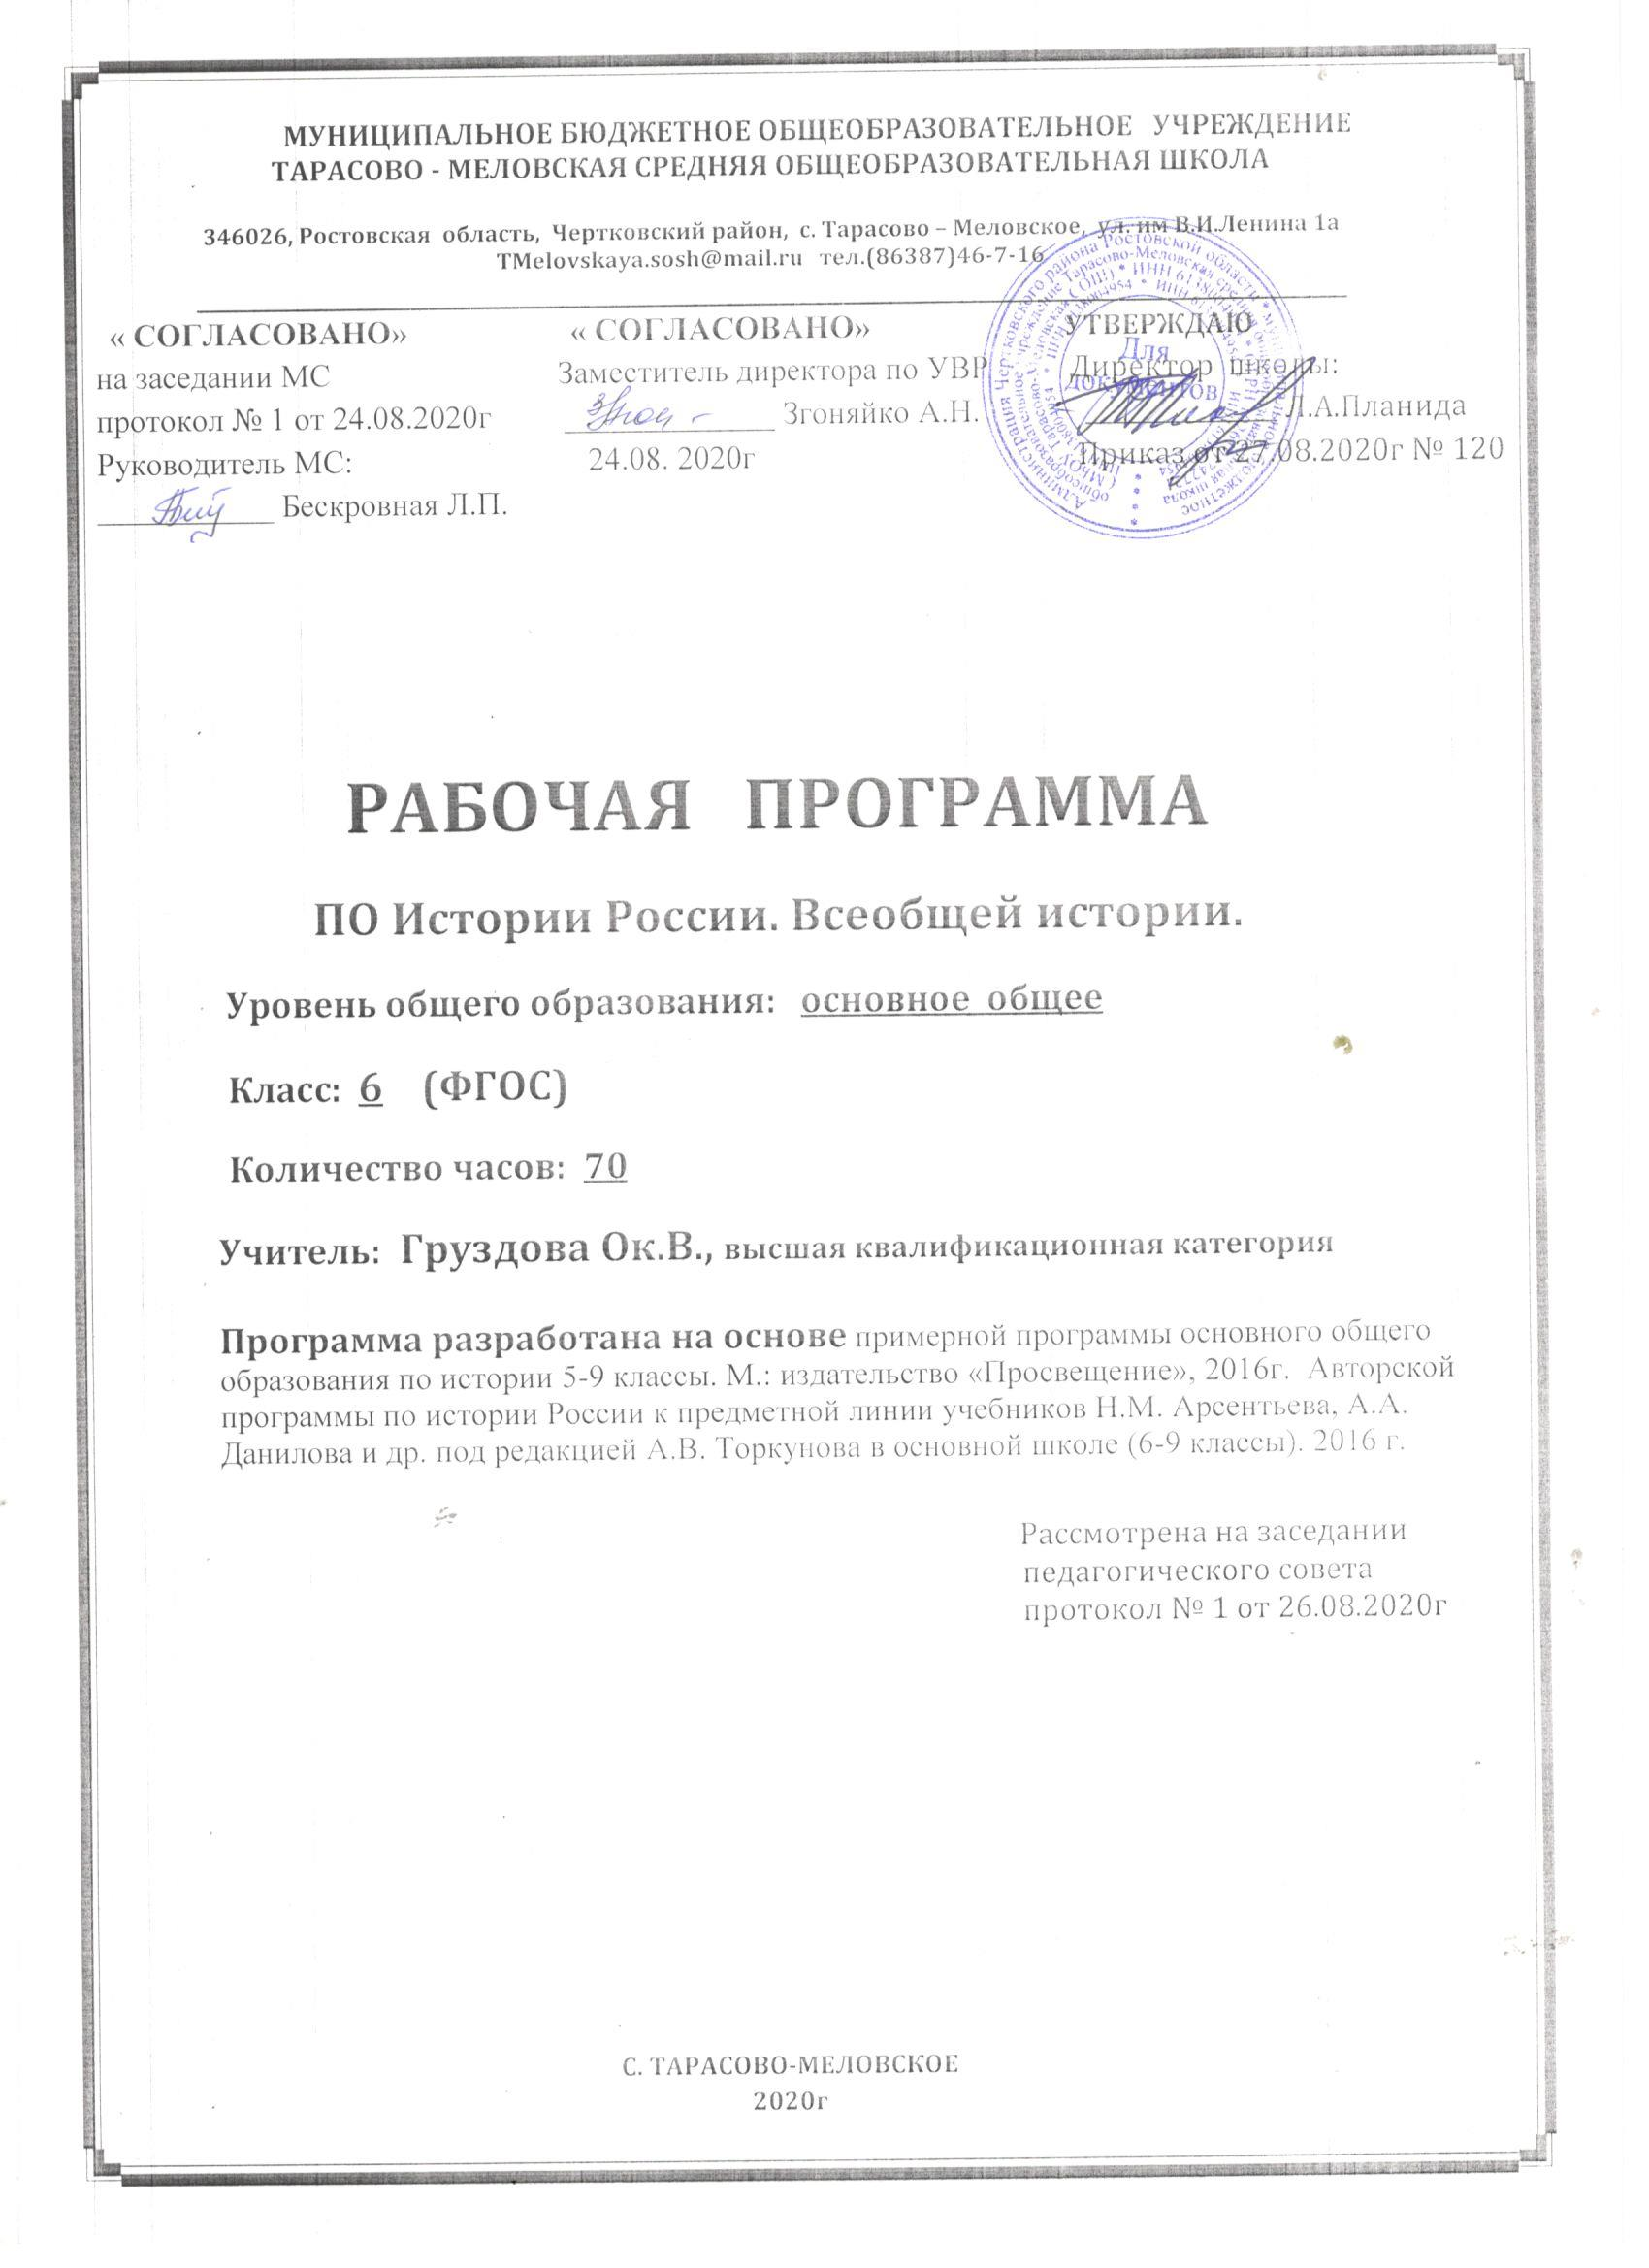 МУНИЦИПАЛЬНОЕ БЮДЖЕТНОЕ ОБЩЕОБРАЗОВАТЕЛЬНОЕ УЧРЕЖДЕНИЕ
ТАРАСОВО - МЕЛОВСКАЯ СРЕДНЯЯ ОБЩЕОБРАЗОВАТЕЛЬНАЯ ШКОЛА
346026, Ростовская область, Чертковский район, с. Тарасово – Меловское, ул. им В.И.Ленина 1а
TMelovskaya.sosh@mail.ru тел.(86387)46-7-16
« СОГЛАСОВАНО»
на заседании МС
протокол № 1 от 24.08.2020г
Руководитель МС:
Бескровная Л.П.
« СОГЛАСОВАНО»
Заместитель директора по УВР
Згоняйко А.Н.
24.08. 2020г
УТВЕРЖДАЮ
Директор школы:
Л.А.Планида
Приказ от 27.08.2020г № 120
Для
документов
РАБОЧАЯ ПРОГРАММА
ПО Истории России. Всеобщей истории.
Уровень общего образования: основное общее
Класс: 6 (ФГОС)
Количество часов: 70
Учитель: Груздова Ок.В., высшая квалификационная категория
Программа разработана на основе примерной программы основного общего
образования по истории 5-9 классы. М.: издательство «Просвещение», 2016г. Авторской
программы по истории России к предметной линии учебников Н.М. Арсентьева, А.А.
Данилова и др. под редакцией А.В. Торкунова в основной школе (6-9 классы). 2016 г.
Рассмотрена на заседании
педагогического совета
протокол № 1 от 26.08.2020г
С. ТАРАСОВО-МЕЛОВСКОЕ
2020г